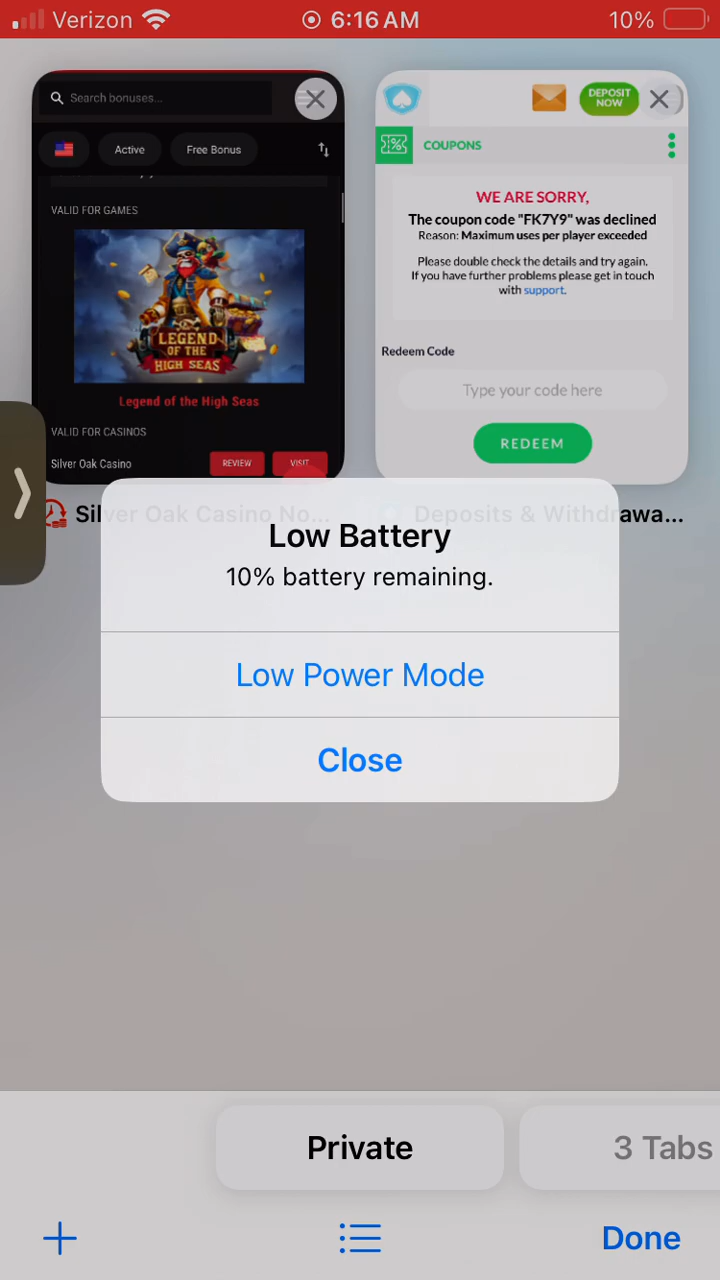 Verizon 6:16 AM 10%
Search bonuses...
Active Free Bonus
VALID FOR GAMES
LEGEND
OF THE
HIGH SEAS
Legend of the High Seas
VALID FOR CASINOS
Silver Oak Casino REVIEW VISIT
Silver Oak Casino No...
DEPOSIT
NOW
COUPONS
WE ARE SORRY,
The coupon code "FK7Y9" was declined
Reason: Maximum uses per player exceeded
Please double check the details and try again.
If you have further problems please get in touch
with support.
Redeem Code
Type your code here
REDEEM
Deposits & Withdrawa...
Low Battery
10% battery remaining.
Low Power Mode
Close
Private 3 Tabs
Done